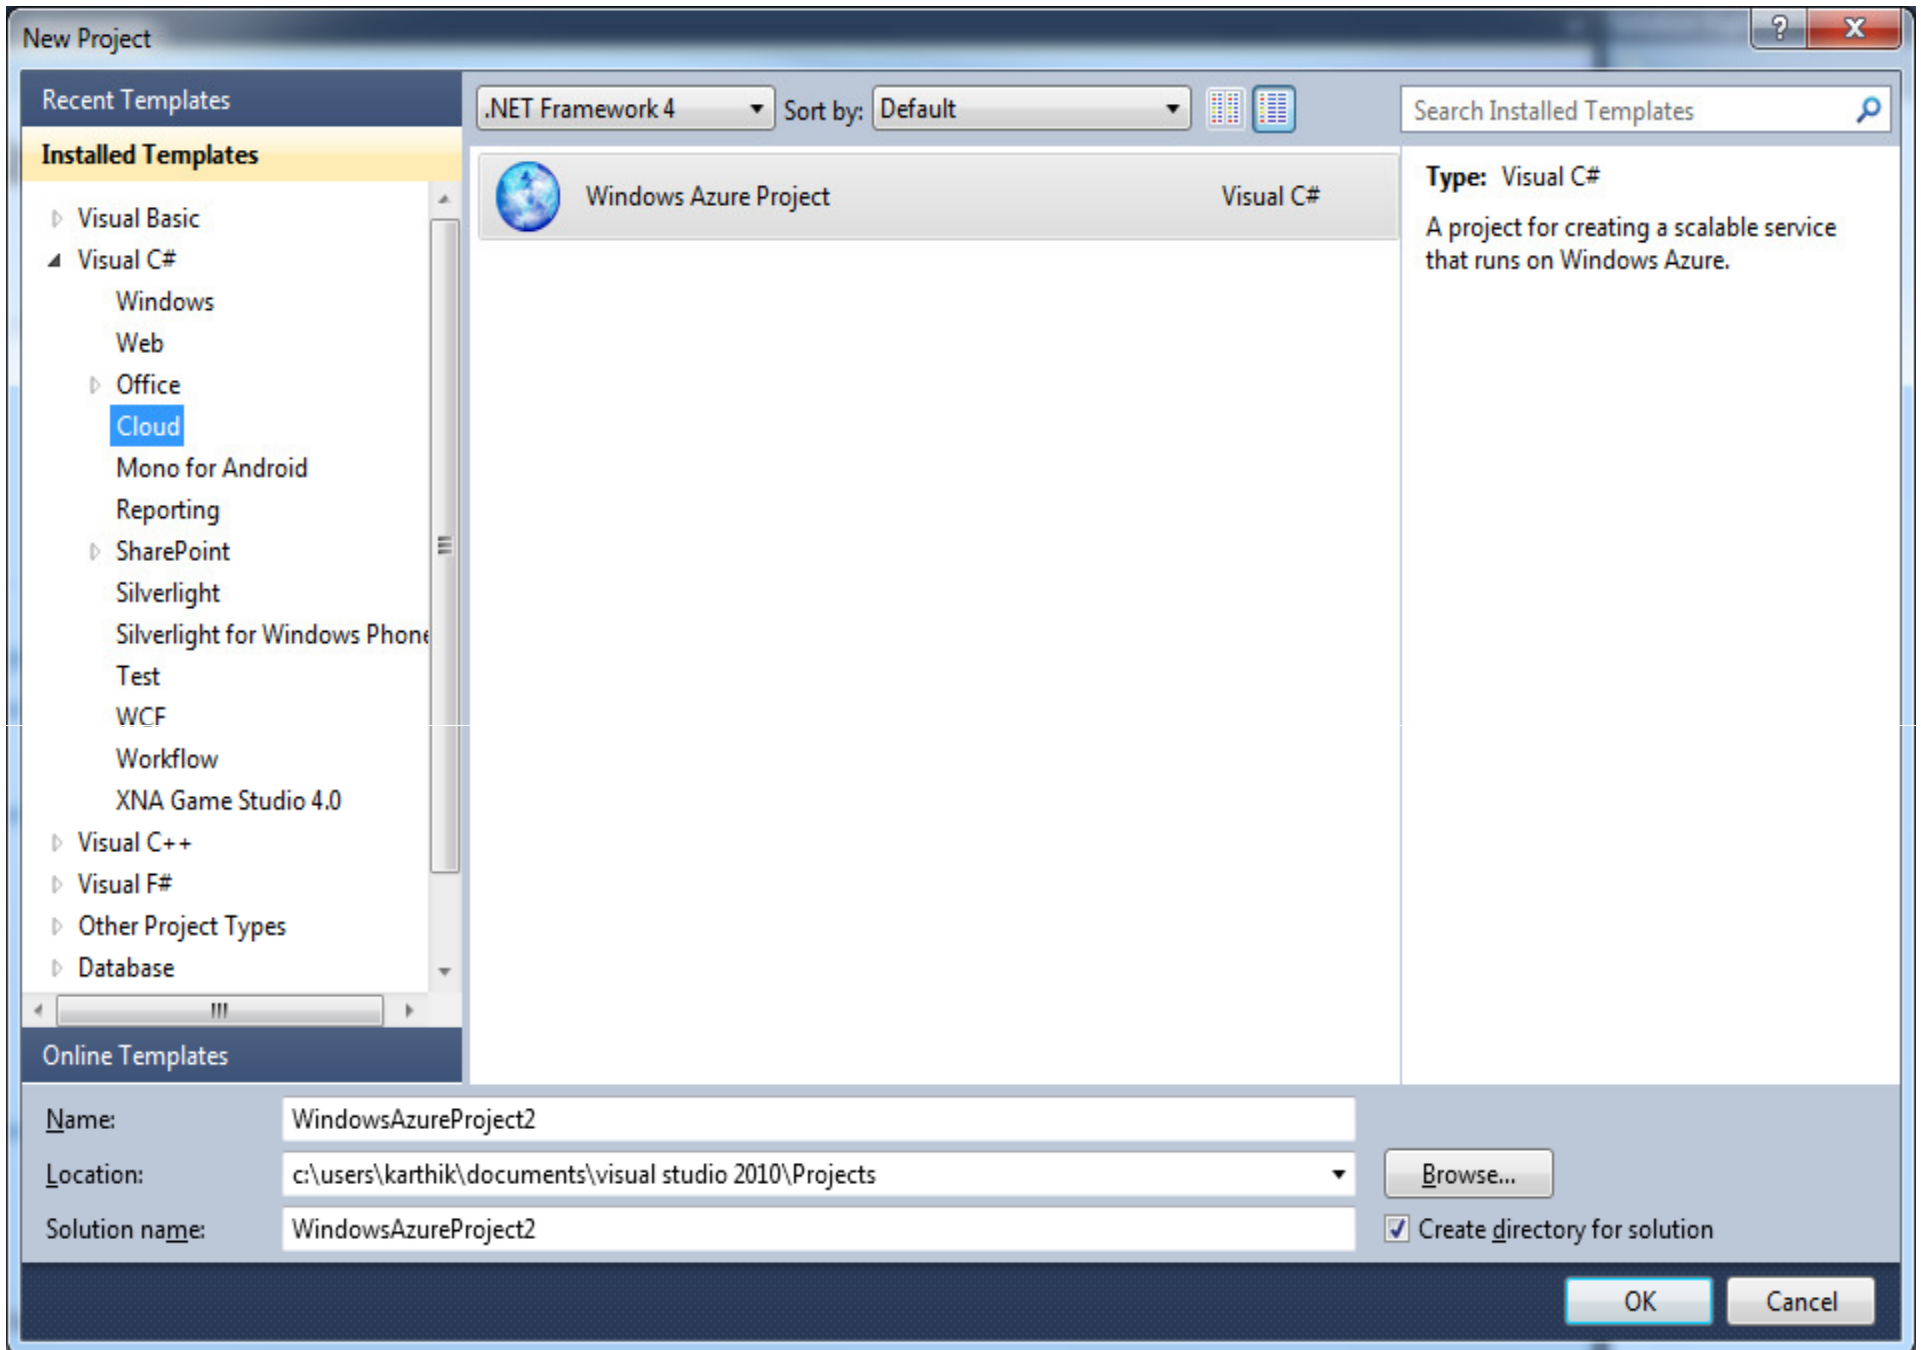 New Project
Recent Templates
Installed Templates
Visual Basic
Visual C#
Windows
Web
Office
Cloud
Mono for Android
Reporting
SharePoint
Silverlight
Silverlight for Windows Phone
Test
WCF
Workflow
XNA Game Studio 4.0
Visual C++
Visual F#
Other Project Types
Database
Online Templates
.NET Framework 4 Sort by: Default
Search Installed Templates
Windows Azure Project Visual C#
Type: Visual C#
A project for creating a scalable service
that runs on Windows Azure.
Name: WindowsAzureProject2
Location: c:\users\karthik\documents\visual studio 2010\Projects Browse...
Solution name: WindowsAzureProject2 Create directory for solution
OK Cancel